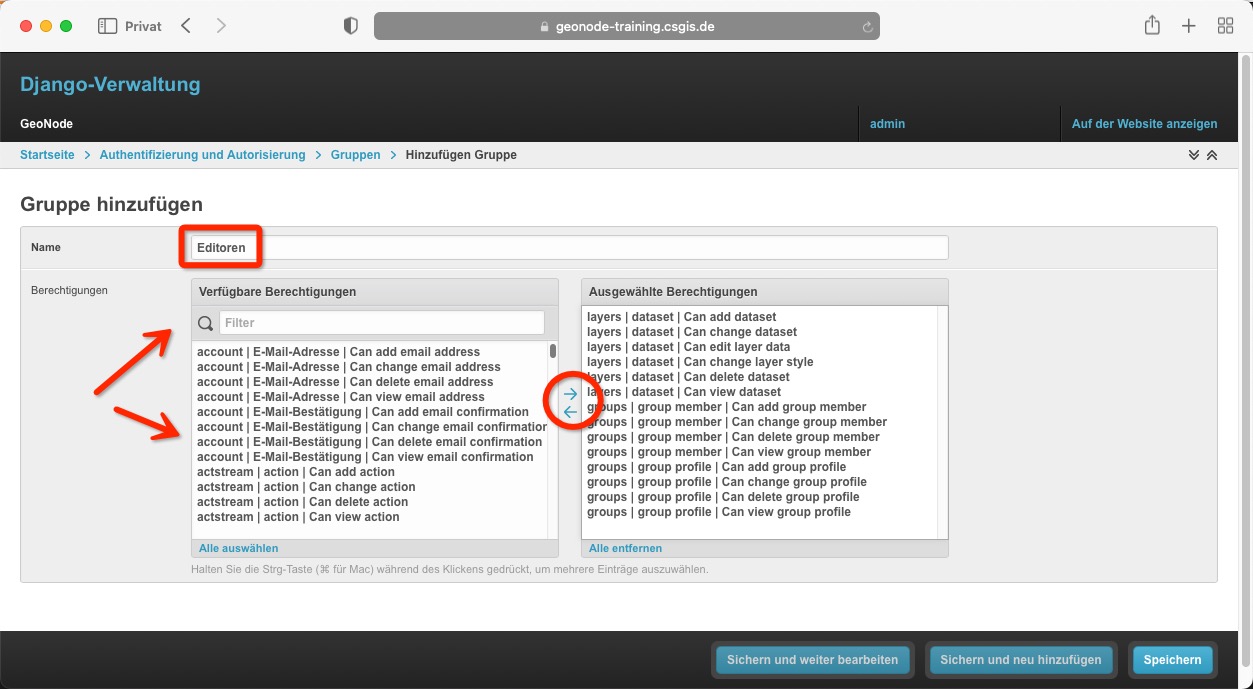 Privat
geonode-training.csgis.de
Django-Verwaltung
GeoNode
admin
Auf der Website anzeigen
Startseite > Authentifizierung und Autorisierung > Gruppen > Hinzufügen Gruppe
Gruppe hinzufügen
Name
Editoren
Berechtigungen
Verfügbare Berechtigungen
Filter
account | E-Mail-Adresse | Can add email address
account | E-Mail-Adresse | Can change email address
account | E-Mail-Adresse | Can delete email address
account | E-Mail-Adresse | Can view email address
account | E-Mail-Bestätigung | Can add email confirmation
account | E-Mail-Bestätigung | Can change email confirmation
account | E-Mail-Bestätigung | Can delete email confirmation
account | E-Mail-Bestätigung | Can view email confirmation
actstream | action | Can add action
actstream | action | Can change action
actstream | action | Can delete action
actstream | action | Can view action
Alle auswählen
Ausgewählte Berechtigungen
layers | dataset | Can add dataset
layers | dataset | Can change dataset
layers | dataset | Can edit layer data
layers | dataset | Can change layer style
layers | dataset | Can delete dataset
layers | dataset | Can view dataset
groups | group member | Can add group member
groups | group member | Can change group member
groups | group member | Can delete group member
groups | group member | Can view group member
groups | group profile | Can add group profile
groups | group profile | Can change group profile
groups | group profile | Can delete group profile
groups | group profile | Can view group profile
Alle entfernen
Halten Sie die Strg-Taste (⌘ für Mac) während des Klickens gedrückt, um mehrere Einträge auszuwählen.
Sichern und weiter bearbeiten
Sichern und neu hinzufügen
Speichern